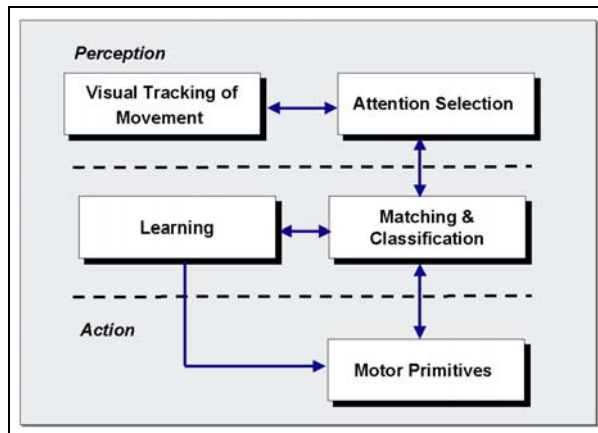 Perception
Visual Tracking of
Movement
Attention Selection
Learning
Matching &
Classification
Action
Motor Primitives